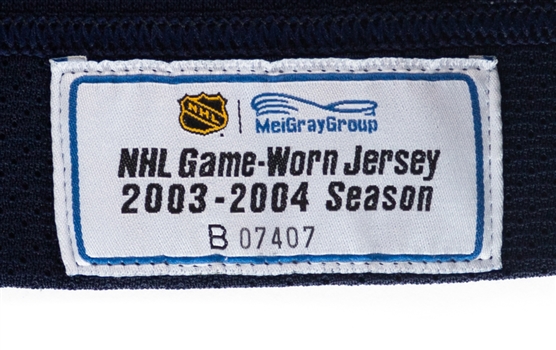 NHL MeiGrayGroup
NHL Game-Worn Jersey
2003-2004 Season
B 07407